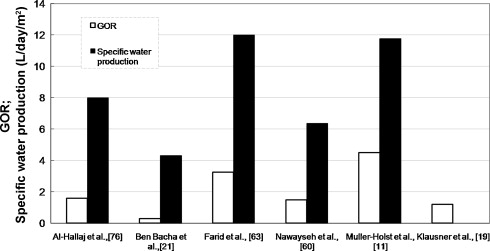 14
12
10
8
6
4
2
0
GOR;
Specific water production (L/day/m²)
GOR
Specific water
production
Al-Hallaj et al.,[76]
Ben Bacha et
al.,[21]
Farid et al., [63]
Nawayseh et al.,
[60]
Muller-Holst et al.,
[11]
Klausner et al., [19]